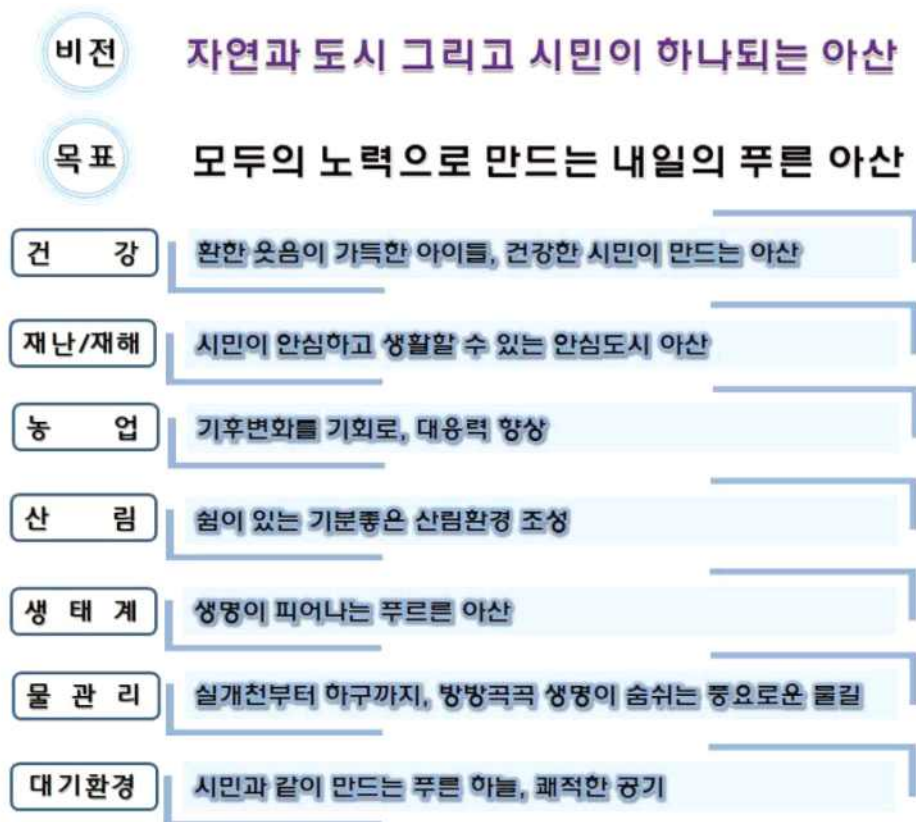 비전 자연과 도시 그리고 시민이 하나되는 아산
목표 모두의 노력으로 만드는 내일의 푸른 아산
건 강 환한 웃음이 가득한 아이들, 건강한 시민이 만드는 아산
재난/재해 시민이 안심하고 생활할 수 있는 안심도시 아산
농 업 기후변화를 기회로, 대응력 향상
산 림 쉼이 있는 기분좋은 산림환경 조성
생 태 계 생명이 피어나는 푸르른 아산
물 관 리 실개천부터 하구까지, 방방곡곡 생명이 숨쉬는 풍요로운 물길
대기환경 시민과 같이 만드는 푸른 하늘, 쾌적한 공기